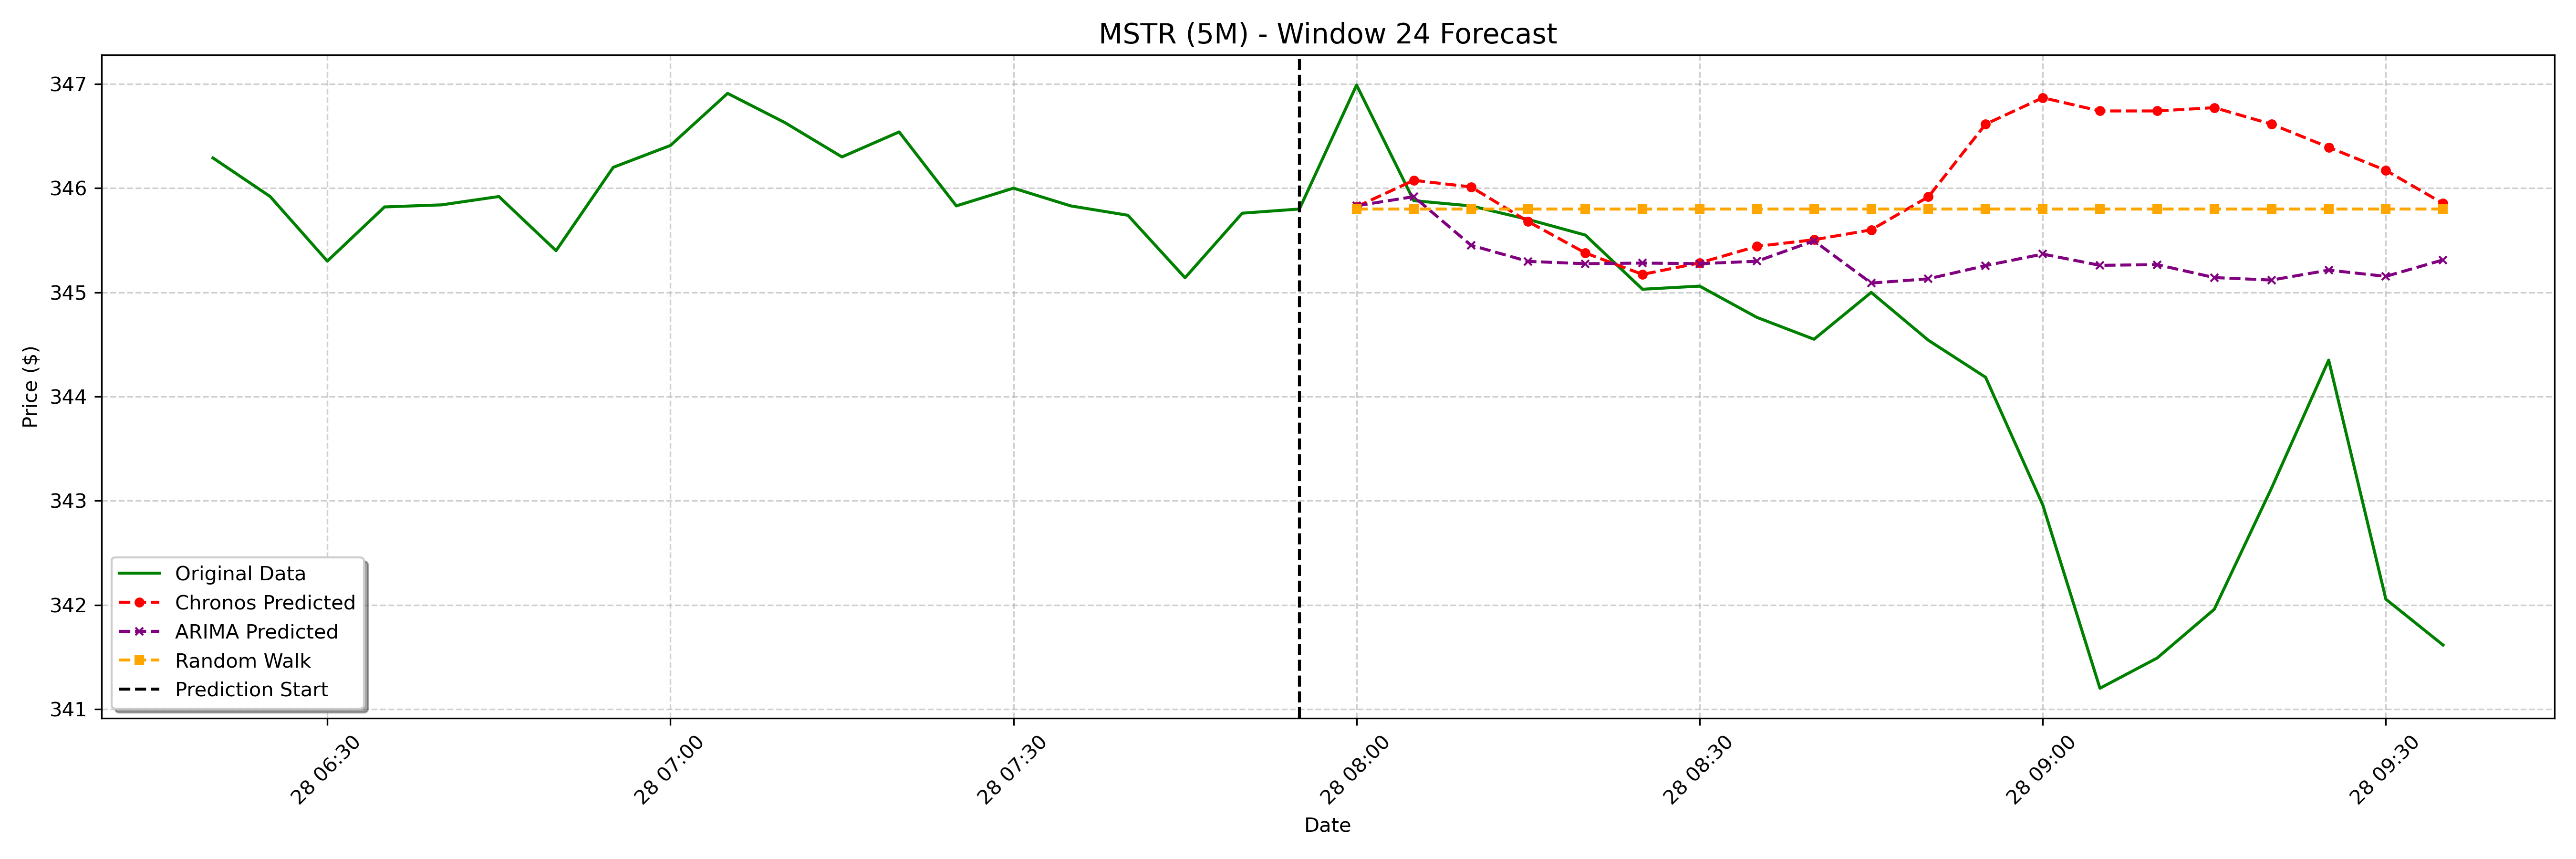 MSTR (5M) - Window 24 Forecast
Price ($)
347
346
345
344
343
342
341
Original Data
Chronos Predicted
ARIMA Predicted
Random Walk
Prediction Start
28 06:30
28 07:00
28 07:30
28 08:00
28 08:30
28 09:00
28 09:30
Date